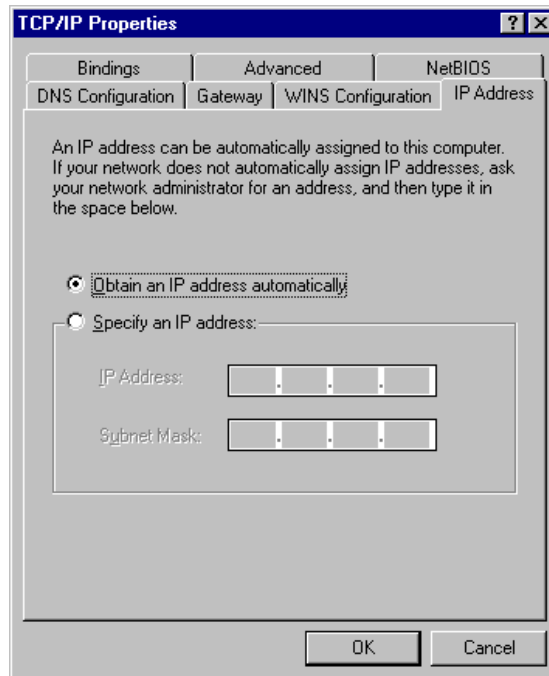 TCP/IP Properties
Bindings Advanced NetBIOS
DNS Configuration Gateway WINS Configuration IP Address
An IP address can be automatically assigned to this computer.
If your network does not automatically assign IP addresses, ask
your network administrator for an address, and then type it in
the space below.
Obtain an IP address automatically
Specify an IP address:
IP Address:
Subnet Mask:
OK Cancel